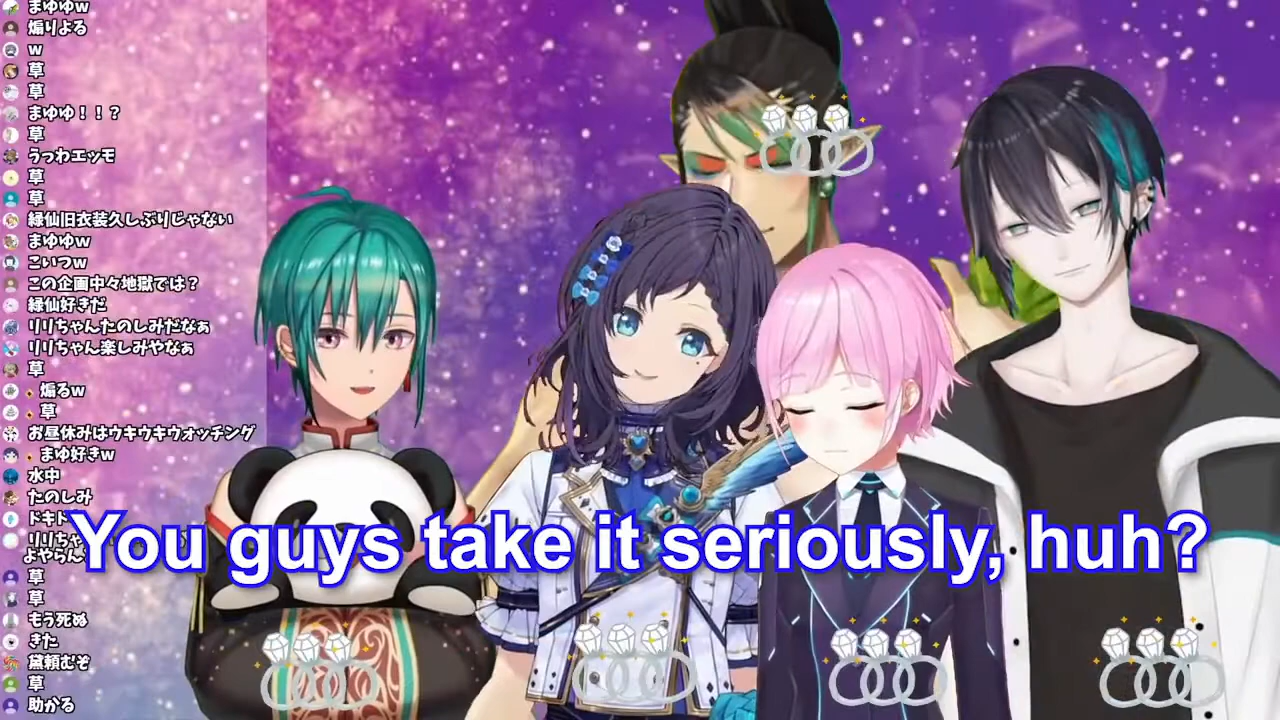 まゆゆw
煽りよる
w
草
草
まゆゆ！！？
草
うっわエッモ
草
草
緑仙旧衣装久しぶりじゃない
まゆゆw
こいつw
この企画中々地獄では？
緑仙好きだ
リリちゃんたのしみだなぁ
リリちゃん楽しみやなぁ
草
煽るw
草
お昼休みはウキウキウォッチング
まゆ好きw
水中
たのしみ
You guys take it seriously, huh?
草
草
もう死ぬ
きた
黛頼むぞ
草
助かる